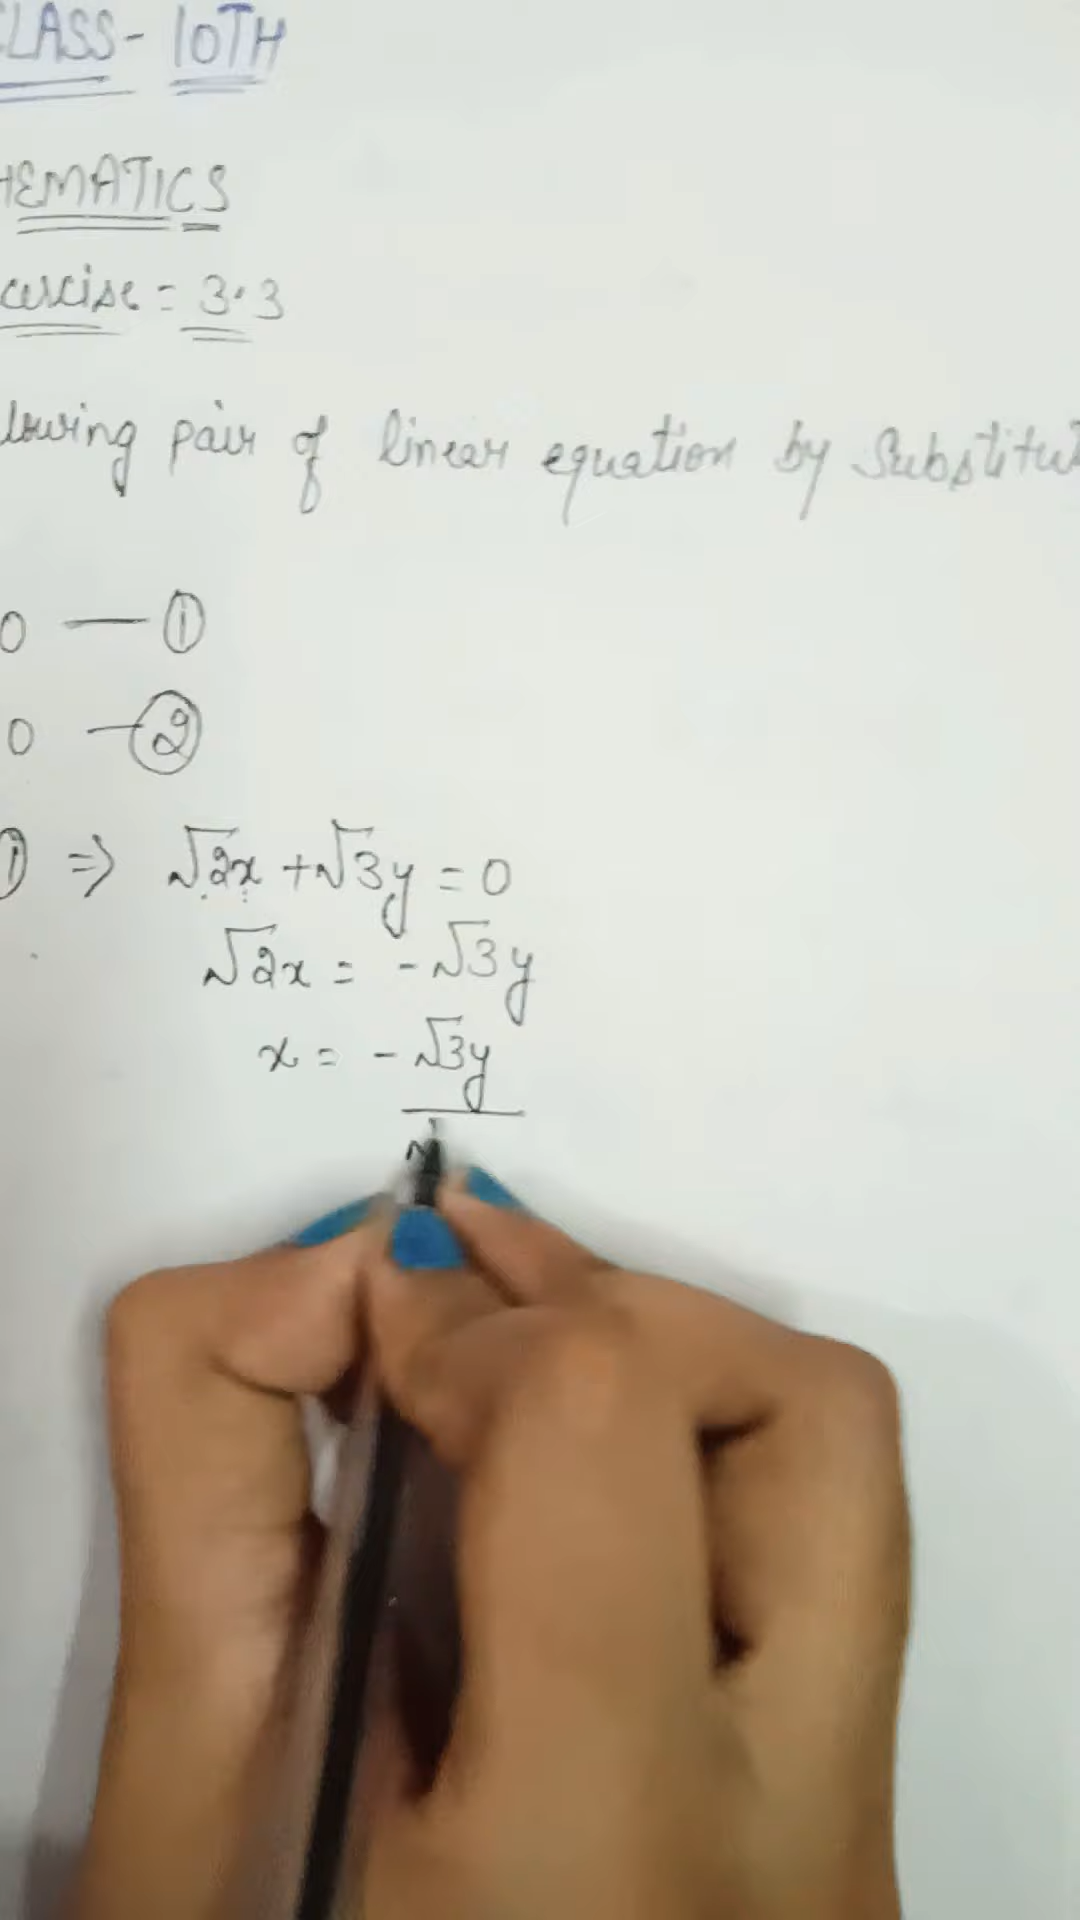 CLASS- 10TH
HEMATICS
ercise = 3.3
llowing pair of linear equation by Substitut
0 — ①
0 — ②
① ⇒ √2x + √3y = 0
√2x = - √3y
x = - √3y